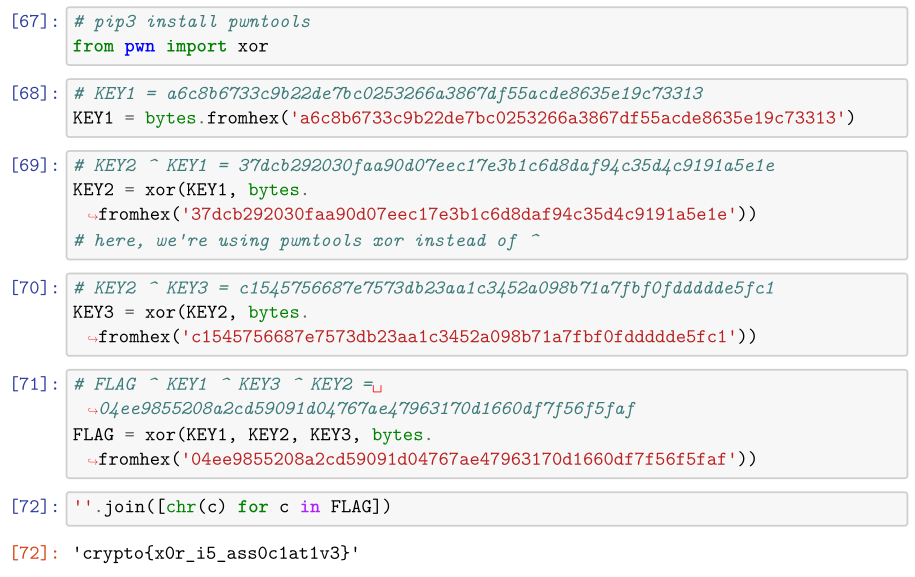 [67]: # pip3 install pwntools
from pwn import xor
[68]: # KEY1 = a6c8b6733c9b22de7bc0253266a3867df55acde8635e19c73313
KEY1 = bytes.fromhex('a6c8b6733c9b22de7bc0253266a3867df55acde8635e19c73313')
[69]: # KEY2 ^ KEY1 = 37dcb292030faa90d07eec17e3b1c6d8daf94c35d4c9191a5e1e
KEY2 = xor(KEY1, bytes.
↪fromhex('37dcb292030faa90d07eec17e3b1c6d8daf94c35d4c9191a5e1e'))
# here, we're using pwntools xor instead of ^
[70]: # KEY2 ^ KEY3 = c1545756687e7573db23aa1c3452a098b71a7fbf0fddddde5fc1
KEY3 = xor(KEY2, bytes.
↪fromhex('c1545756687e7573db23aa1c3452a098b71a7fbf0fddddde5fc1'))
[71]: # FLAG ^ KEY1 ^ KEY3 ^ KEY2 =␣
↪04ee9855208a2cd59091d04767ae47963170d1660df7f56f5faf
FLAG = xor(KEY1, KEY2, KEY3, bytes.
↪fromhex('04ee9855208a2cd59091d04767ae47963170d1660df7f56f5faf'))
[72]: ''.join([chr(c) for c in FLAG])
[72]: 'crypto{x0r_i5_ass0c1at1v3}'